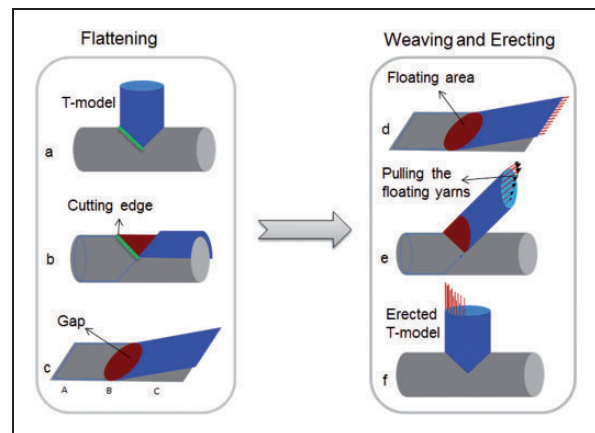 Flattening
T-model
a
Cutting edge
b
Gap
c
A B C
Weaving and Erecting
Floating area
d
Pulling the
floating yarns
e
Erected
T-model
f